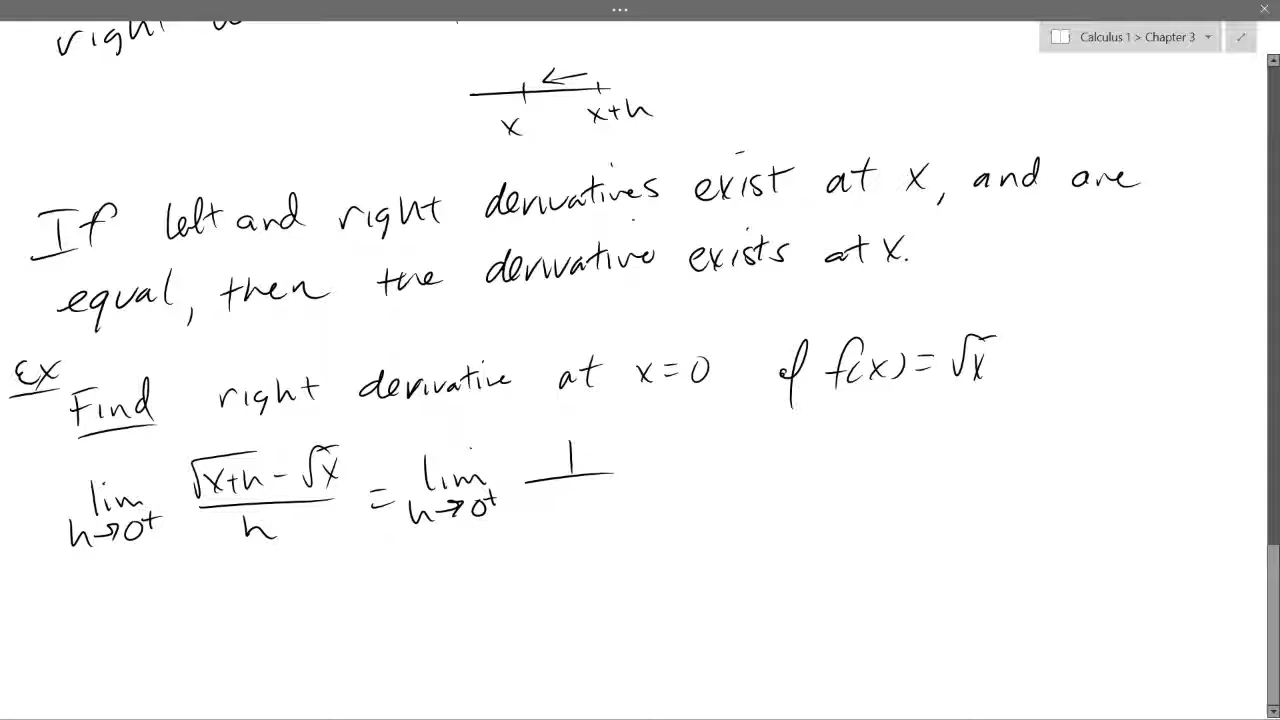 Calculus 1 > Chapter 3
right
x x+h
If left and right derivatives exist at x, and are
equal, then the derivative exists at x.
Ex
Find right derivative at x=0 of f(x) = √x
lim h→0+ (√(x+h) - √x)/h = lim h→0+ 1/